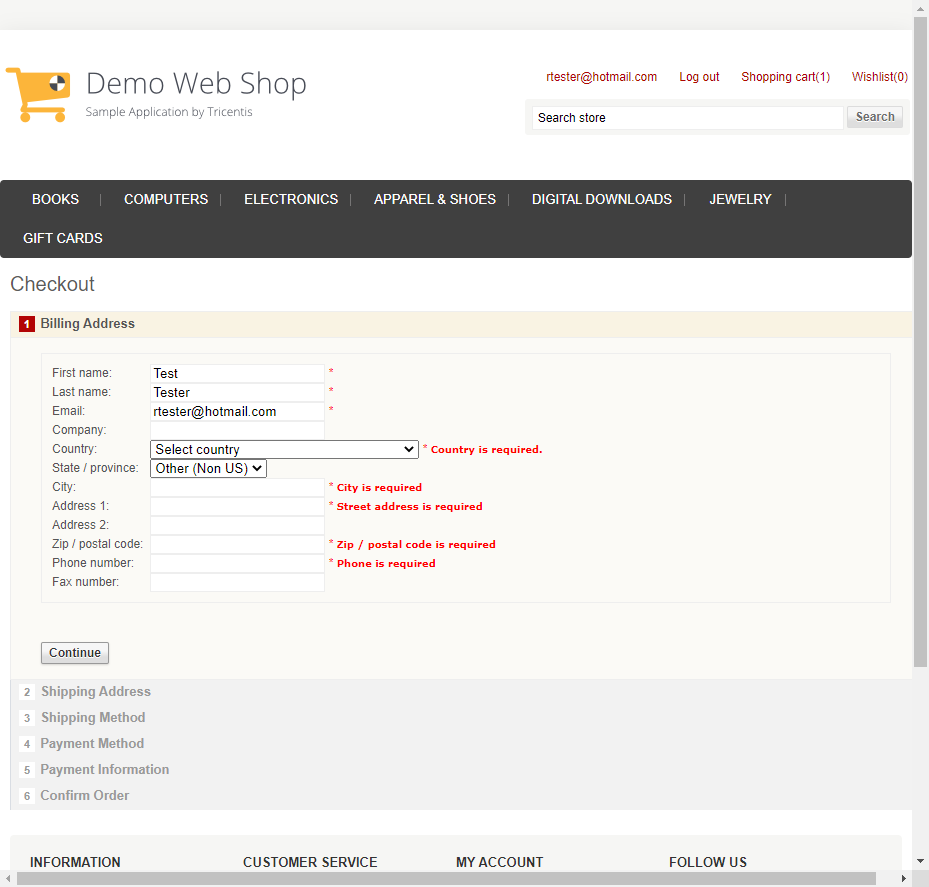 Demo Web Shop
Sample Application by Tricentis
rtester@hotmail.com Log out Shopping cart(1) Wishlist(0)
Search store Search
BOOKS | COMPUTERS | ELECTRONICS | APPAREL & SHOES | DIGITAL DOWNLOADS | JEWELRY |
GIFT CARDS
Checkout
1 Billing Address
First name: Test *
Last name: Tester *
Email: rtester@hotmail.com *
Company:
Country: Select country * Country is required.
State / province: Other (Non US)
City: * City is required
Address 1: * Street address is required
Address 2:
Zip / postal code: * Zip / postal code is required
Phone number: * Phone is required
Fax number:
Continue
2 Shipping Address
3 Shipping Method
4 Payment Method
5 Payment Information
6 Confirm Order
INFORMATION CUSTOMER SERVICE MY ACCOUNT FOLLOW US